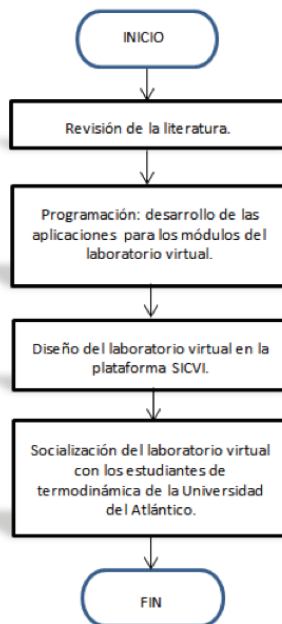 INICIO
Revisión de la literatura.
Programación: desarrollo de las
aplicaciones para los módulos del
laboratorio virtual.
Diseño del laboratorio virtual en la
plataforma SICVI.
Socialización del laboratorio virtual
con los estudiantes de
termodinámica de la Universidad
del Atlántico.
FIN